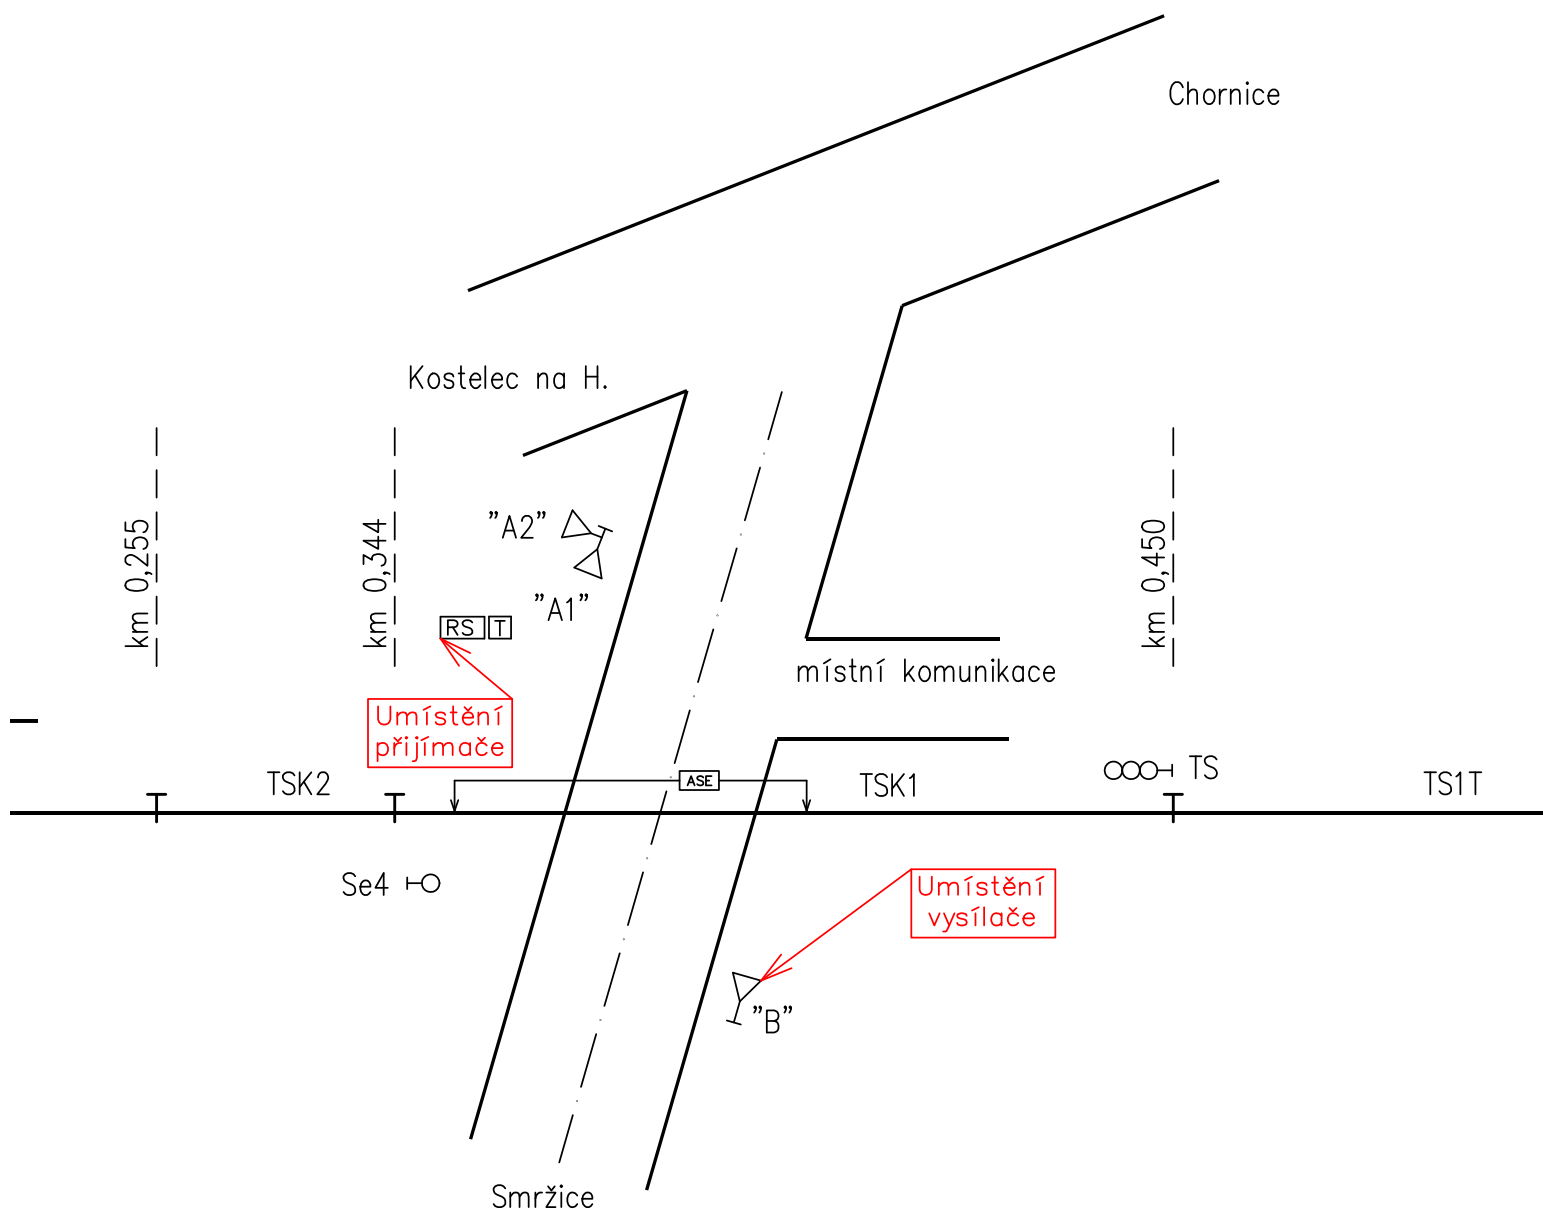 Chornice
Kostelec na H.
"A2"
km 0,255
km 0,344
km 0,450
"A1"
RS T
místní komunikace
Umístění
přijímače
TSK2
ASE
TSK1
TS
TS1T
Se4
Umístění
vysílače
"B"
Smržice